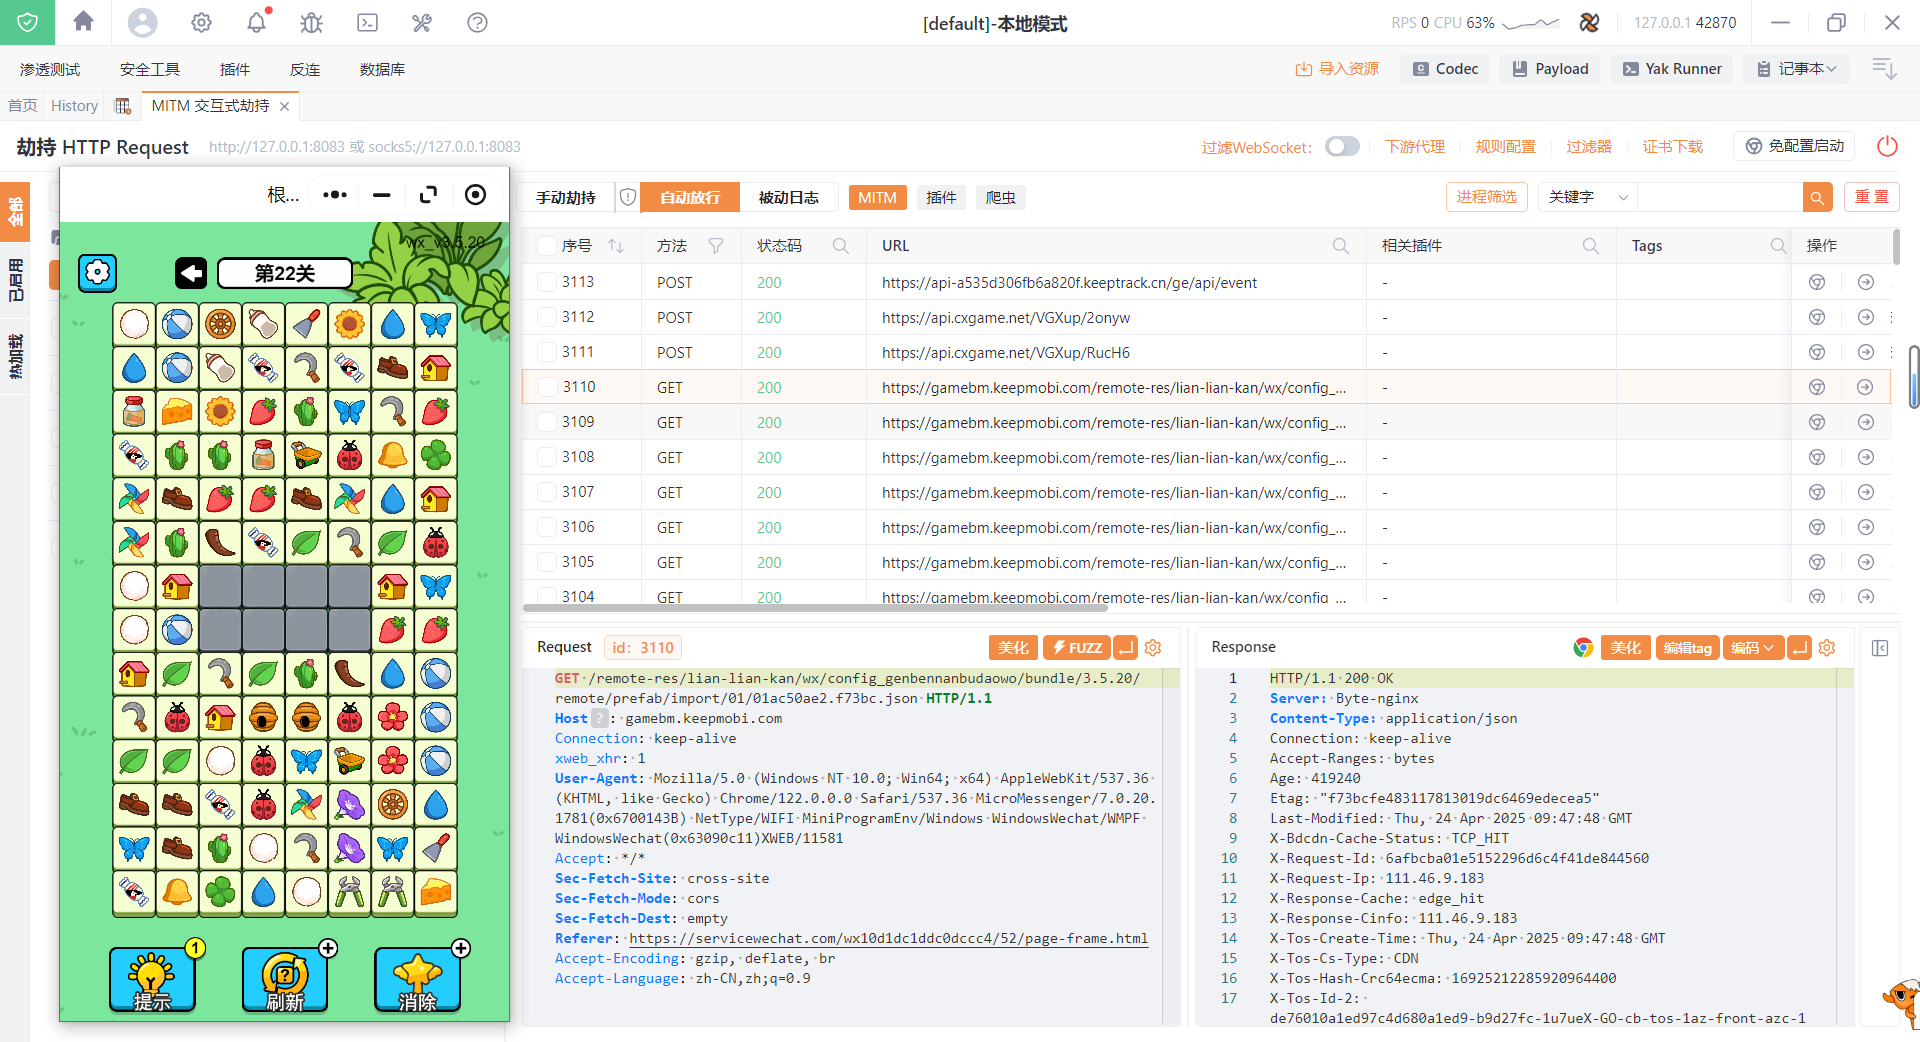 [default]-本地模式
RPS 0 CPU 63%
127.0.0.1 42870
渗透测试
安全工具
插件
反连
数据库
导入资源
Codec
Payload
Yak Runner
记事本
首页
History
MITM 交互式劫持
劫持 HTTP Request
http://127.0.0.1:8083 或 socks5://127.0.0.1:8083
过滤WebSocket:
下游代理
规则配置
过滤器
证书下载
免配置启动
全部
已启用
热加载
根...
wx_v3.5.20
第22关
1
提示
刷新
消除
手动劫持
自动放行
被动日志
MITM
插件
爬虫
进程筛选
关键字
重置
序号 方法 状态码 URL 相关插件 Tags 操作
3113 POST 200 https://api-a535d306fb6a820f.keeptrack.cn/ge/api/event -
3112 POST 200 https://api.cxgame.net/VGXup/2onyw -
3111 POST 200 https://api.cxgame.net/VGXup/RucH6 -
3110 GET 200 https://gamebm.keepmobi.com/remote-res/lian-lian-kan/wx/config_... -
3109 GET 200 https://gamebm.keepmobi.com/remote-res/lian-lian-kan/wx/config_... -
3108 GET 200 https://gamebm.keepmobi.com/remote-res/lian-lian-kan/wx/config_... -
3107 GET 200 https://gamebm.keepmobi.com/remote-res/lian-lian-kan/wx/config_... -
3106 GET 200 https://gamebm.keepmobi.com/remote-res/lian-lian-kan/wx/config_... -
3105 GET 200 https://gamebm.keepmobi.com/remote-res/lian-lian-kan/wx/config_... -
3104 GET 200 https://gamebm.keepmobi.com/remote-res/lian-lian-kan/wx/config_... -
Request
id: 3110
美化
FUZZ
GET /remote-res/lian-lian-kan/wx/config_genbennanbudaowo/bundle/3.5.20/
remote/prefab/import/01/01ac50ae2.f73bc.json HTTP/1.1
Host ? : gamebm.keepmobi.com
Connection: keep-alive
xweb_xhr: 1
User-Agent: Mozilla/5.0 (Windows NT 10.0; Win64; x64) AppleWebKit/537.36
(KHTML, like Gecko) Chrome/122.0.0.0 Safari/537.36 MicroMessenger/7.0.20.
1781(0x6700143B) NetType/WIFI MiniProgramEnv/Windows WindowsWechat/WMPF
WindowsWechat(0x63090c11)XWEB/11581
Accept: */*
Sec-Fetch-Site: cross-site
Sec-Fetch-Mode: cors
Sec-Fetch-Dest: empty
Referer: https://servicewechat.com/wx10d1dc1ddc0dccc4/52/page-frame.html
Accept-Encoding: gzip, deflate, br
Accept-Language: zh-CN,zh;q=0.9
Response
美化
编辑tag
编码
1 HTTP/1.1 200 OK
2 Server: Byte-nginx
3 Content-Type: application/json
4 Connection: keep-alive
5 Accept-Ranges: bytes
6 Age: 419240
7 Etag: "f73bcfe483117813019dc6469edecea5"
8 Last-Modified: Thu, 24 Apr 2025 09:47:48 GMT
9 X-Bdcdn-Cache-Status: TCP_HIT
10 X-Request-Id: 6afbcba01e5152296d6c4f41de844560
11 X-Request-Ip: 111.46.9.183
12 X-Response-Cache: edge_hit
13 X-Response-Cinfo: 111.46.9.183
14 X-Tos-Create-Time: Thu, 24 Apr 2025 09:47:48 GMT
15 X-Tos-Cs-Type: CDN
16 X-Tos-Hash-Crc64ecma: 16925212285920964400
17 X-Tos-Id-2:
de76010a1ed97c4d680a1ed9-b9d27fc-1u7ueX-GO-cb-tos-1az-front-azc-1